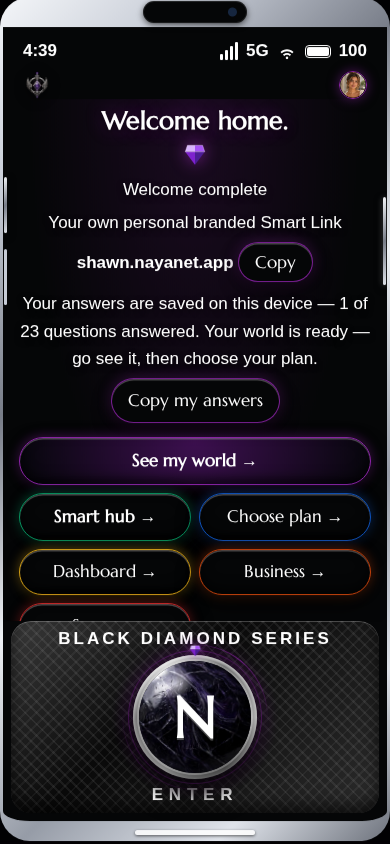 4:39 5G 100
Welcome home.
Welcome complete
Your own personal branded Smart Link
shawn.nayanet.app Copy
Your answers are saved on this device — 1 of
23 questions answered. Your world is ready —
go see it, then choose your plan.
Copy my answers
See my world →
Smart hub → Choose plan →
Dashboard → Business →
BLACK DIAMOND SERIES
N
ENTER